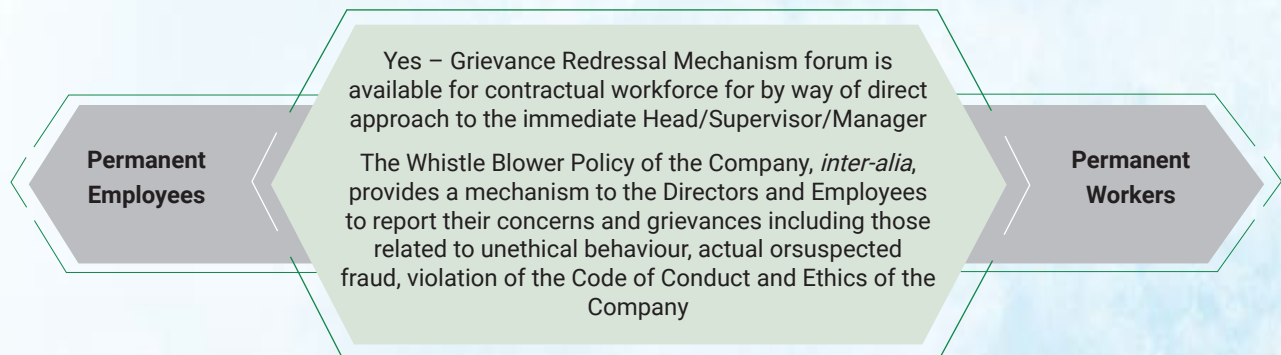 Permanent
Employees
Yes – Grievance Redressal Mechanism forum is
available for contractual workforce for by way of direct
approach to the immediate Head/Supervisor/Manager
The Whistle Blower Policy of the Company, inter-alia,
provides a mechanism to the Directors and Employees
to report their concerns and grievances including those
related to unethical behaviour, actual orsuspected
fraud, violation of the Code of Conduct and Ethics of the
Company
Permanent
Workers